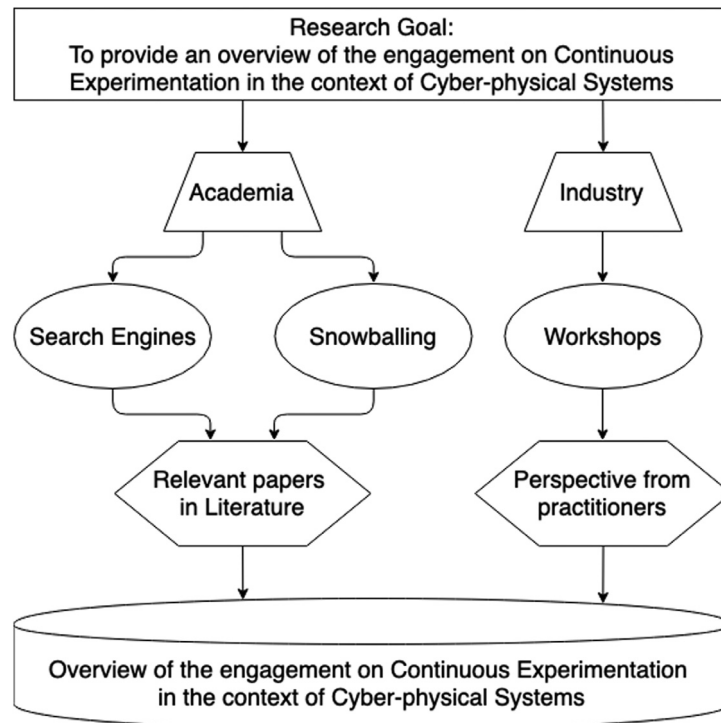 Research Goal:
To provide an overview of the engagement on Continuous
Experimentation in the context of Cyber-physical Systems
Academia
Industry
Search Engines
Snowballing
Workshops
Relevant papers
in Literature
Perspective from
practitioners
Overview of the engagement on Continuous Experimentation
in the context of Cyber-physical Systems